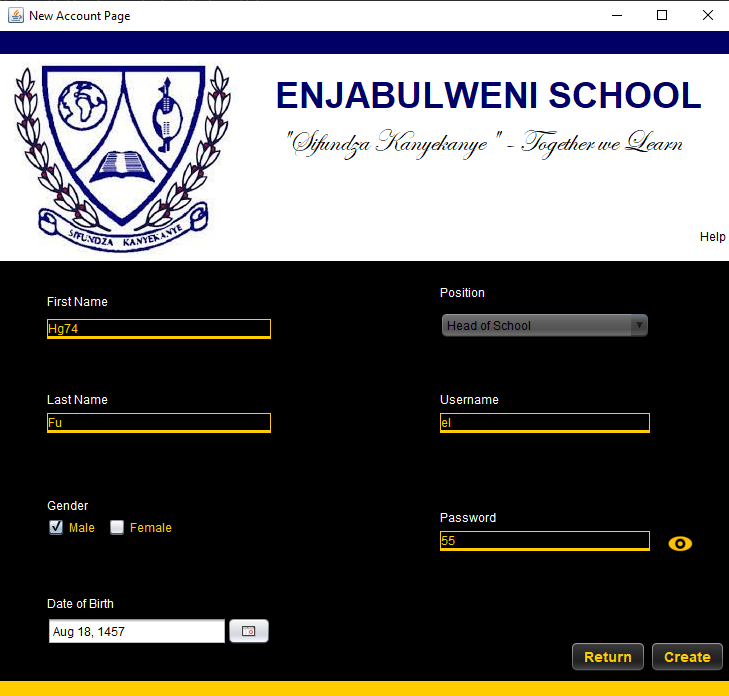 New Account Page
ENJABULWENI SCHOOL
"Sifundza Kanyekanye " - Together we Learn
SIFUNDZA KANYEKANYE
Help
First Name
Hg74
Position
Head of School
Last Name
Fu
Username
el
Gender
Male Female
Password
55
Date of Birth
Aug 18, 1457
Return Create